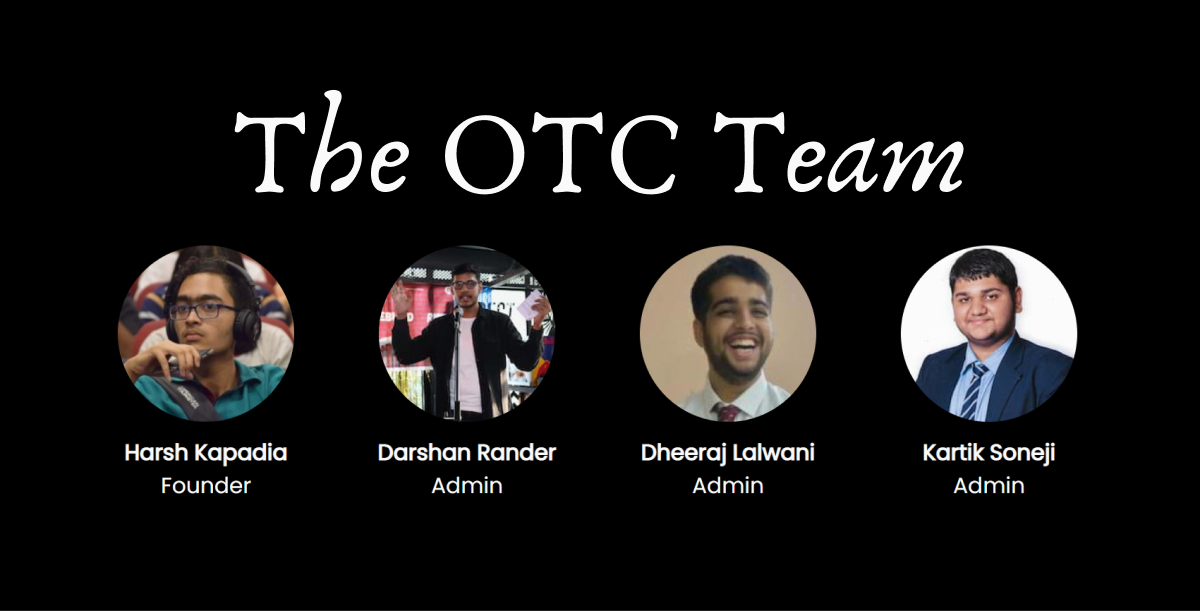 The OTC Team
Harsh Kapadia
Darshan Rander
Dheeraj Lalwani
Kartik Soneji
Founder
Admin
Admin
Admin